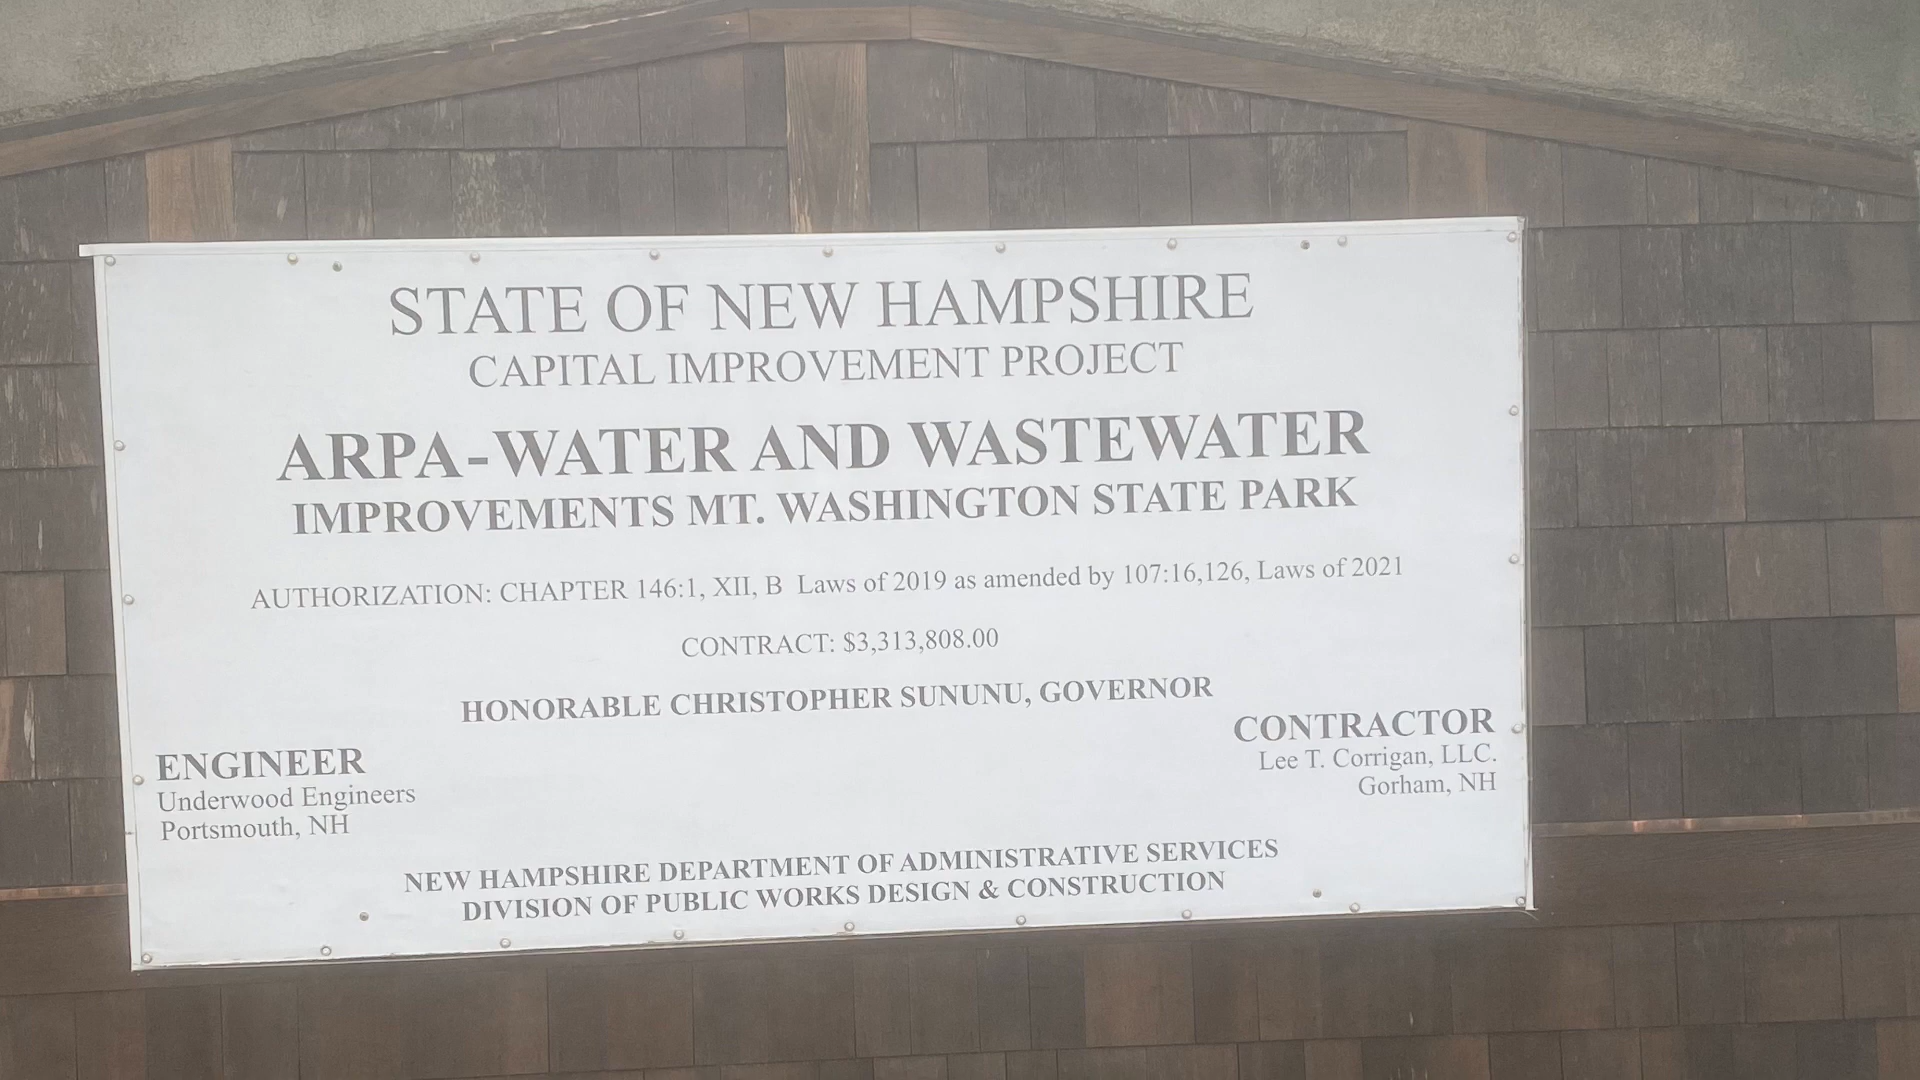 STATE OF NEW HAMPSHIRE
CAPITAL IMPROVEMENT PROJECT
ARPA-WATER AND WASTEWATER
IMPROVEMENTS MT. WASHINGTON STATE PARK
AUTHORIZATION: CHAPTER 146:1, XII, B Laws of 2019 as amended by 107:16,126, Laws of 2021
CONTRACT: $3,313,808.00
HONORABLE CHRISTOPHER SUNUNU, GOVERNOR
ENGINEER
Underwood Engineers
Portsmouth, NH
CONTRACTOR
Lee T. Corrigan, LLC.
Gorham, NH
NEW HAMPSHIRE DEPARTMENT OF ADMINISTRATIVE SERVICES
DIVISION OF PUBLIC WORKS DESIGN & CONSTRUCTION